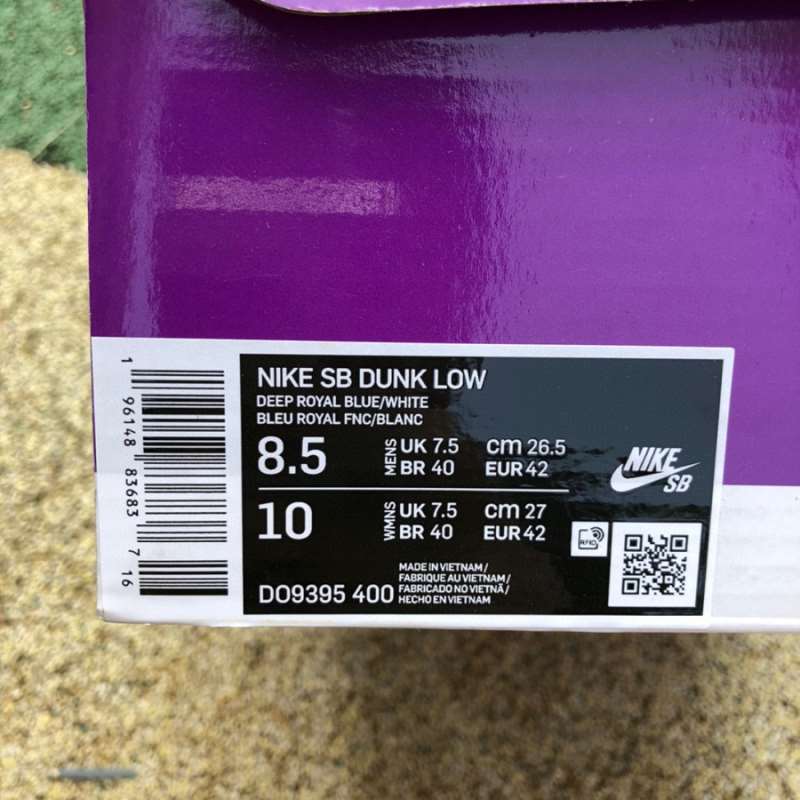 NIKE SB DUNK LOW
DEEP ROYAL BLUE/WHITE
BLEU ROYAL FNC/BLANC
8.5 MENS UK 7.5 cm 26.5
BR 40 EUR 42
10 WMNS UK 7.5 cm 27
BR 40 EUR 42
NIKE
SB
RFID
DO9395 400
MADE IN VIETNAM/
FABRIQUE AU VIETNAM/
FABRICADO NO VIETNÃ/
HECHO EN VIETNAM
1 96148 83683 7 16